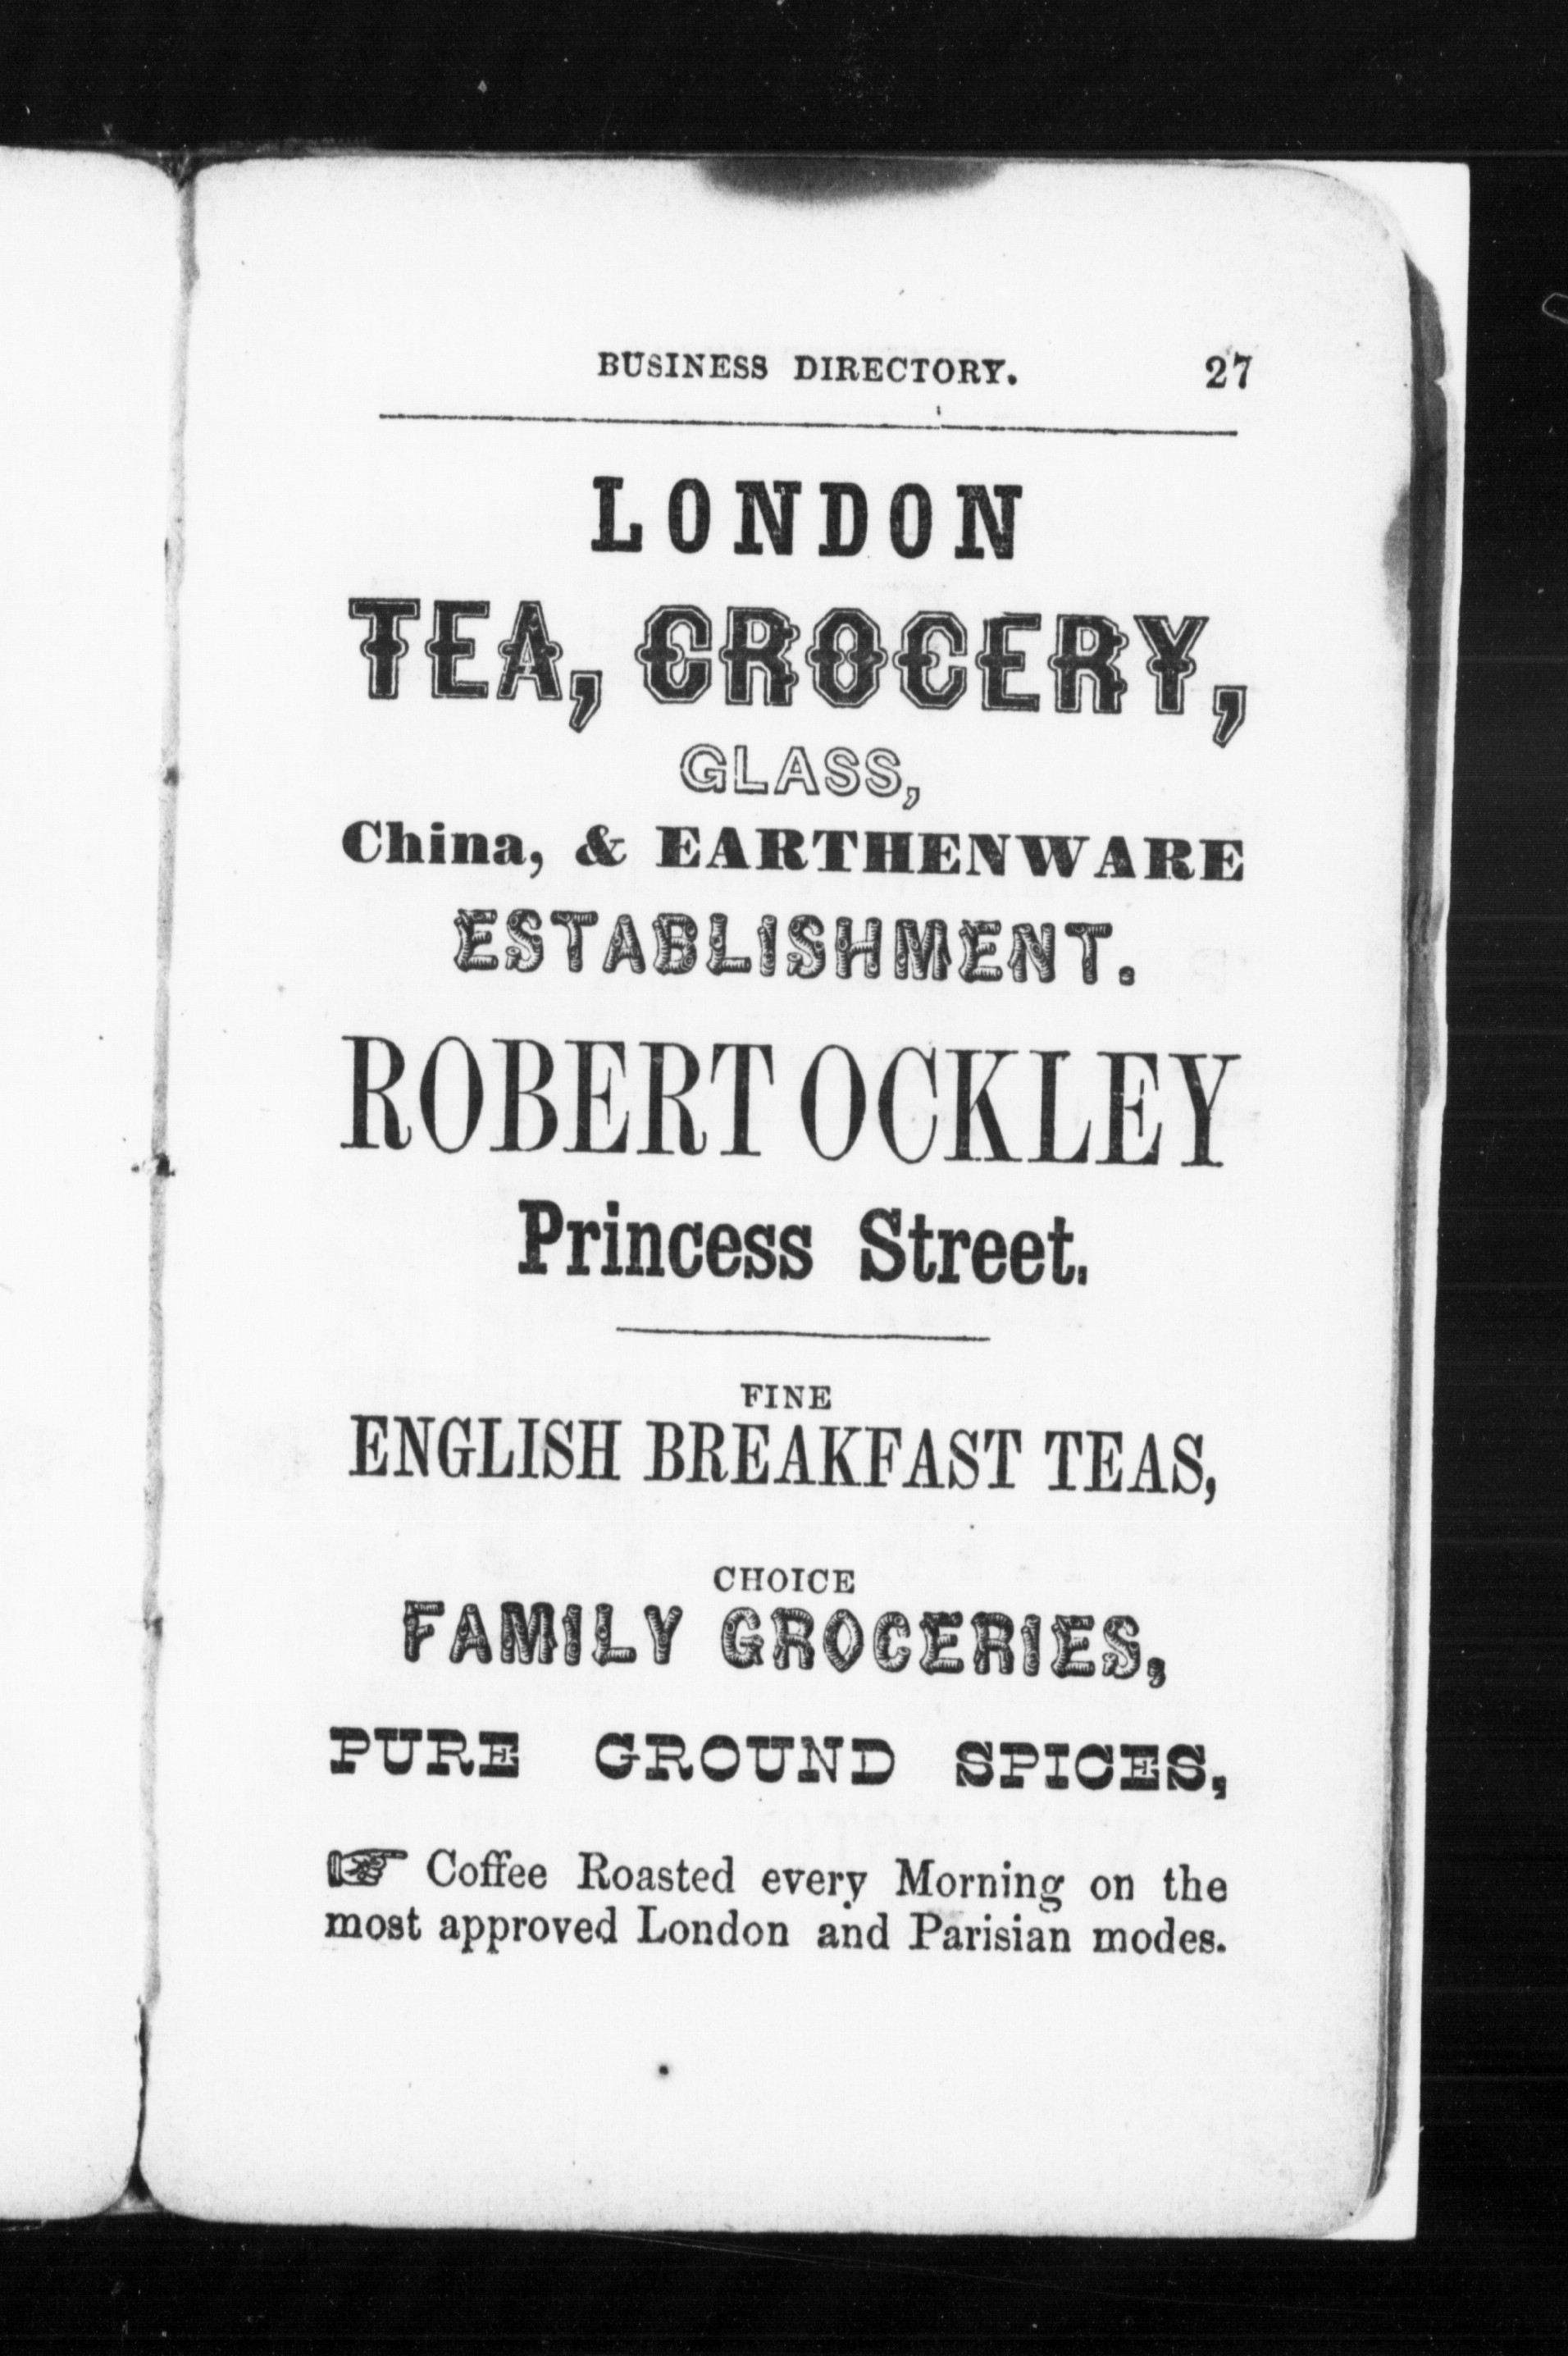 BUSINESS DIRECTORY. 27
LONDON
TEA, GROCERY,
GLASS,
China, & EARTHENWARE
ESTABLISHMENT.
ROBERT OCKLEY
Princess Street.
FINE
ENGLISH BREAKFAST TEAS,
CHOICE
FAMILY GROCERIES,
PURE GROUND SPICES,
☞ Coffee Roasted every Morning on the
most approved London and Parisian modes.